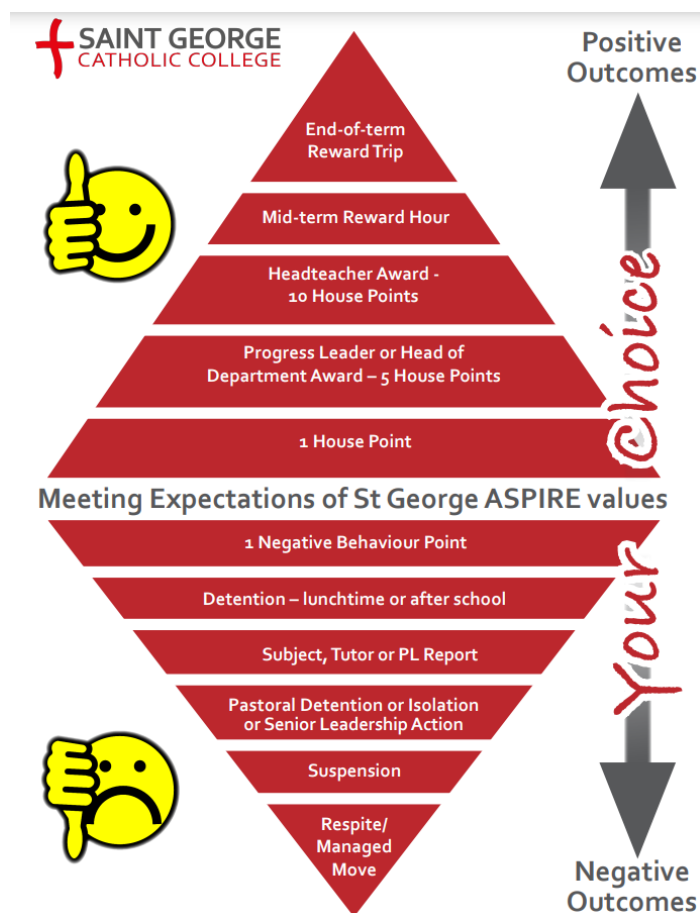 SAINT GEORGE
CATHOLIC COLLEGE
Positive
Outcomes
End-of-term
Reward Trip
Mid-term Reward Hour
Headteacher Award -
10 House Points
Progress Leader or Head of
Department Award – 5 House Points
1 House Point
Your Choice
Meeting Expectations of St George ASPIRE values
1 Negative Behaviour Point
Detention – lunchtime or after school
Subject, Tutor or PL Report
Pastoral Detention or Isolation
or Senior Leadership Action
Suspension
Respite/
Managed
Move
Negative
Outcomes